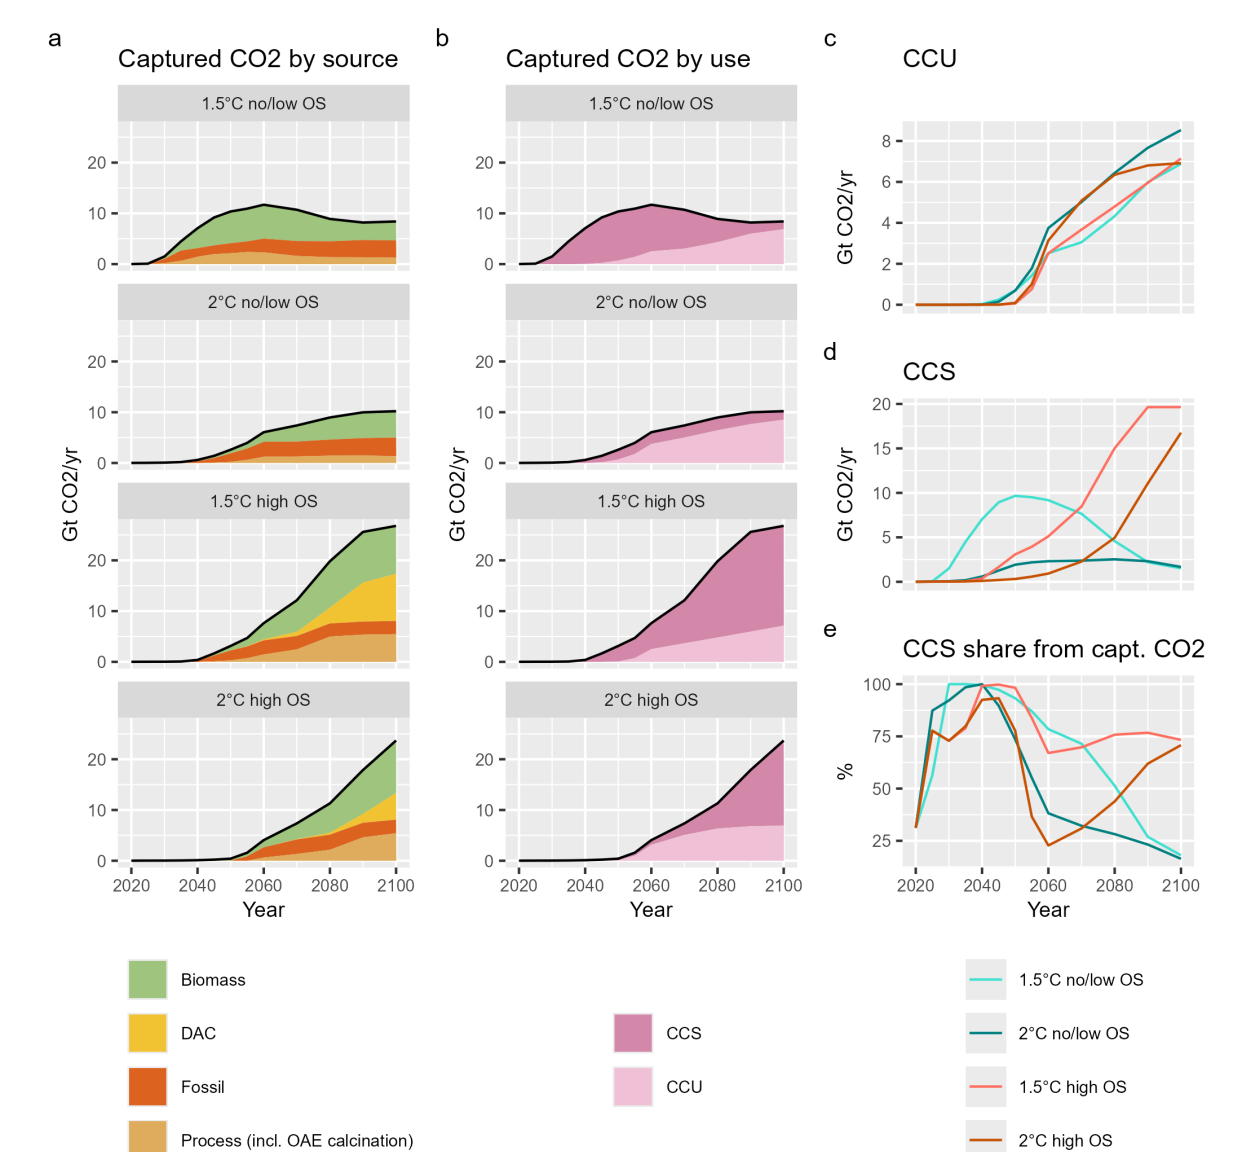 a
Captured CO2 by source
1.5°C no/low OS
20
10
0
2°C no/low OS
20
10
0
1.5°C high OS
20
10
0
2°C high OS
20
10
0
2020 2040 2060 2080 2100
Year
Gt CO2/yr
b
Captured CO2 by use
1.5°C no/low OS
20
10
0
2°C no/low OS
20
10
0
1.5°C high OS
20
10
0
2°C high OS
20
10
0
2020 2040 2060 2080 2100
Year
Gt CO2/yr
c
CCU
8
6
4
2
0
Gt CO2/yr
d
CCS
20
15
10
5
0
Gt CO2/yr
e
CCS share from capt. CO2
100
75
50
25
%
2020 2040 2060 2080 2100
Year
Biomass
DAC
Fossil
Process (incl. OAE calcination)
CCS
CCU
1.5°C no/low OS
2°C no/low OS
1.5°C high OS
2°C high OS